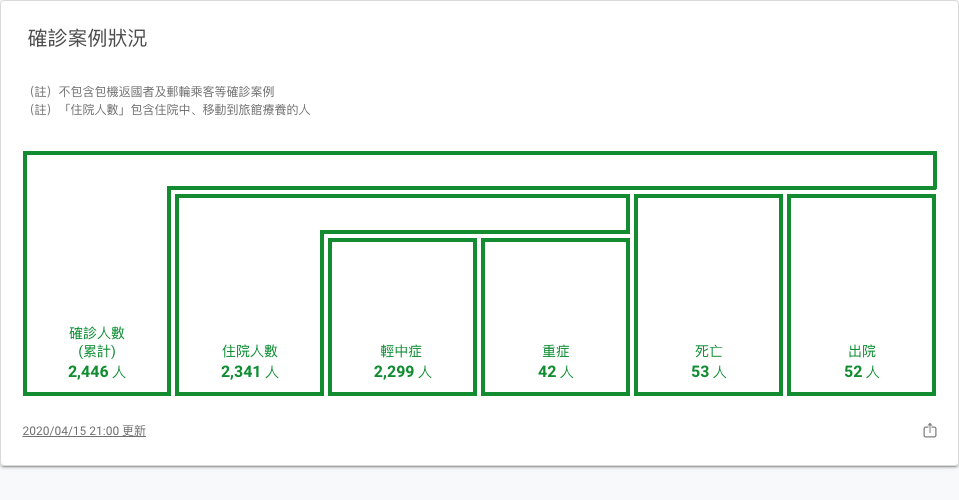 確診案例狀況
（註）不包含包機返國者及郵輪乘客等確診案例
（註）「住院人數」包含住院中、移動到旅館療養的人
確診人數
(累計)
2,446 人
住院人數
2,341 人
輕中症
2,299 人
重症
42 人
死亡
53 人
出院
52 人
2020/04/15 21:00 更新